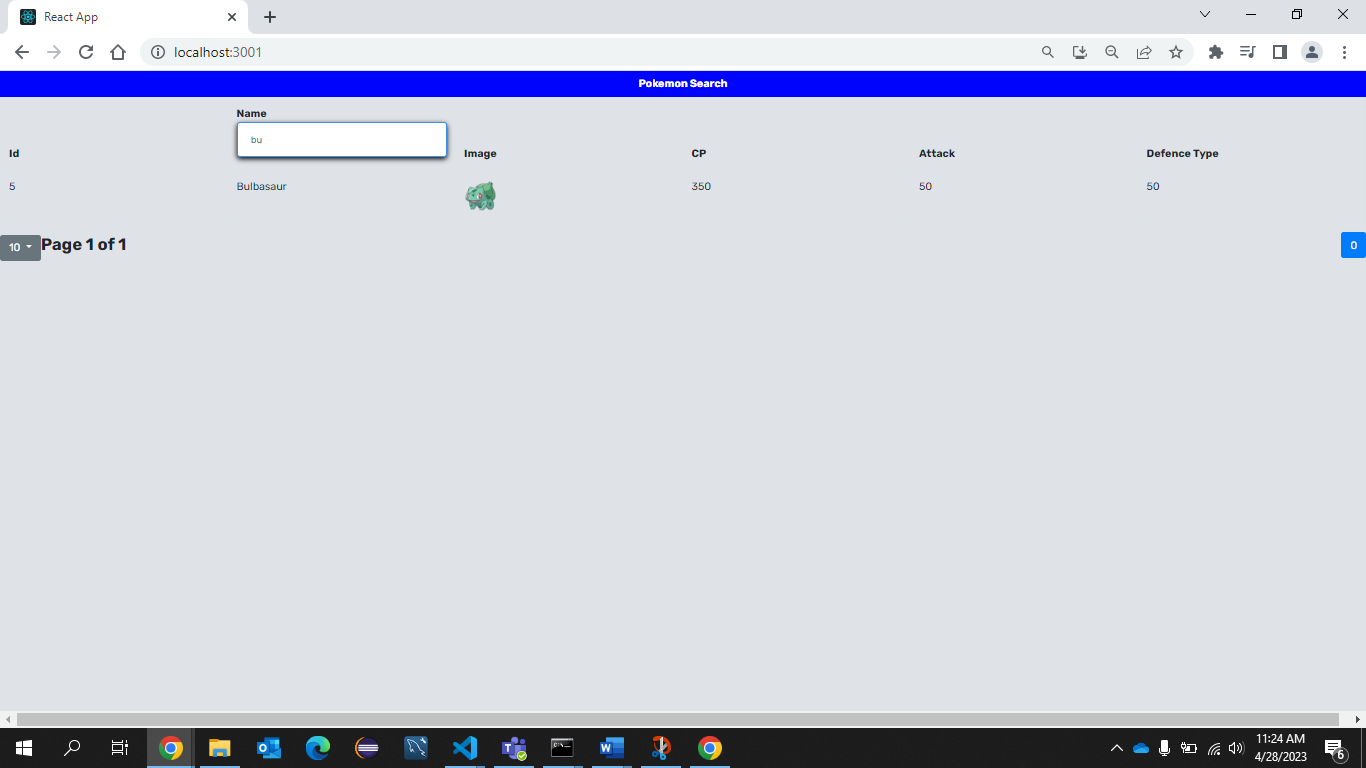 React App
localhost:3001
Pokemon Search
Name
bu
Id
Image
CP
Attack
Defence Type
5
Bulbasaur
350
50
50
10
Page 1 of 1
0
11:24 AM
4/28/2023
6